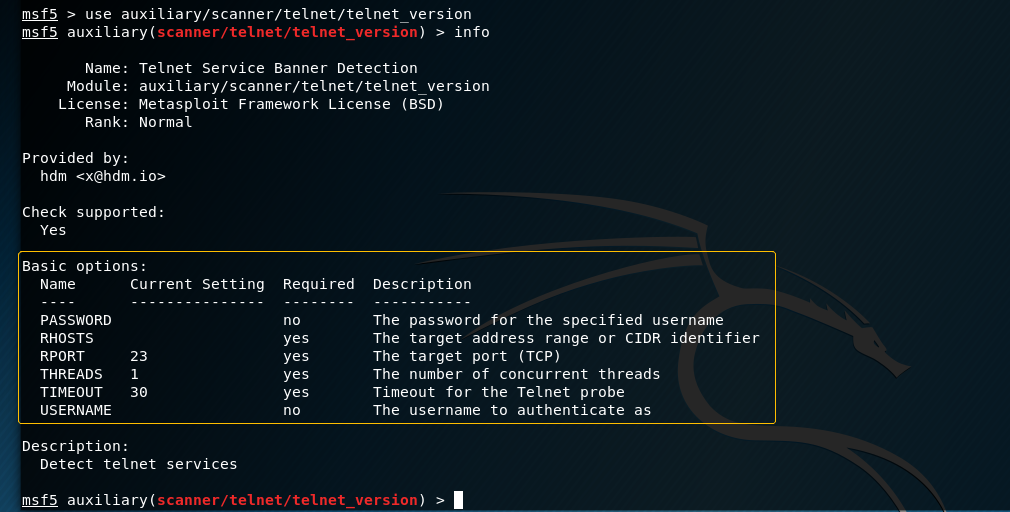 msf5 > use auxiliary/scanner/telnet/telnet_version
msf5 auxiliary(scanner/telnet/telnet_version) > info
Name: Telnet Service Banner Detection
Module: auxiliary/scanner/telnet/telnet_version
License: Metasploit Framework License (BSD)
Rank: Normal
Provided by:
hdm <x@hdm.io>
Check supported:
Yes
Basic options:
Name Current Setting Required Description
---- --------------- -------- -----------
PASSWORD no The password for the specified username
RHOSTS yes The target address range or CIDR identifier
RPORT 23 yes The target port (TCP)
THREADS 1 yes The number of concurrent threads
TIMEOUT 30 yes Timeout for the Telnet probe
USERNAME no The username to authenticate as
Description:
Detect telnet services
msf5 auxiliary(scanner/telnet/telnet_version) >